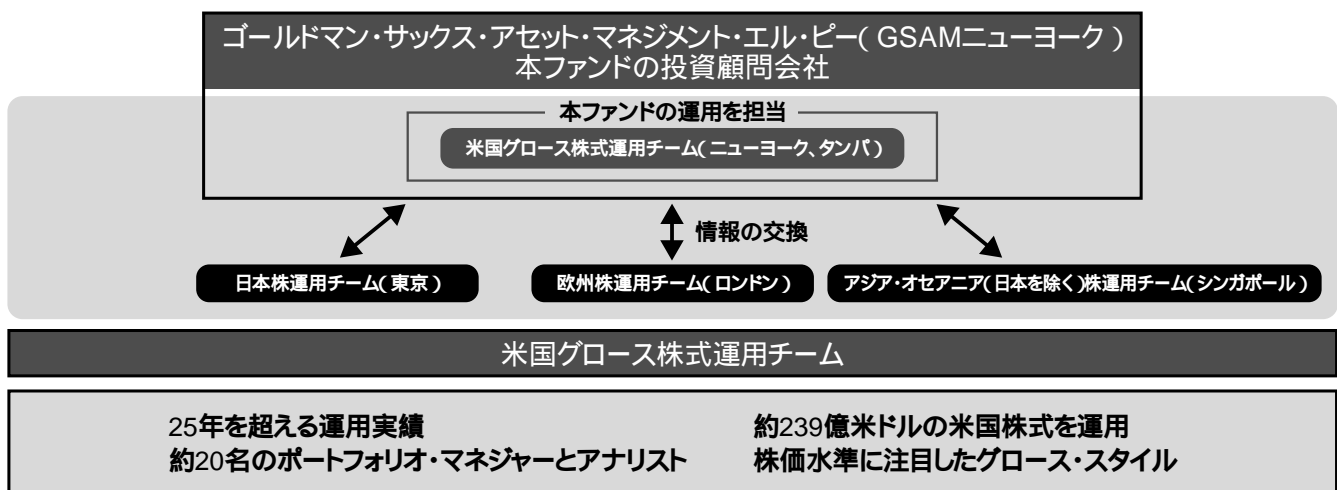 ゴールドマン・サックス・アセット・マネジメント・エル・ピー(GSAMニューヨーク)
本ファンドの投資顧問会社
本ファンドの運用を担当
米国グロース株式運用チーム(ニューヨーク、タンパ)
情報の交換
日本株運用チーム(東京)
欧州株運用チーム(ロンドン)
アジア・オセアニア(日本を除く)株運用チーム(シンガポール)
米国グロース株式運用チーム
25年を超える運用実績
約20名のポートフォリオ・マネジャーとアナリスト
約239億米ドルの米国株式を運用
株価水準に注目したグロース・スタイル